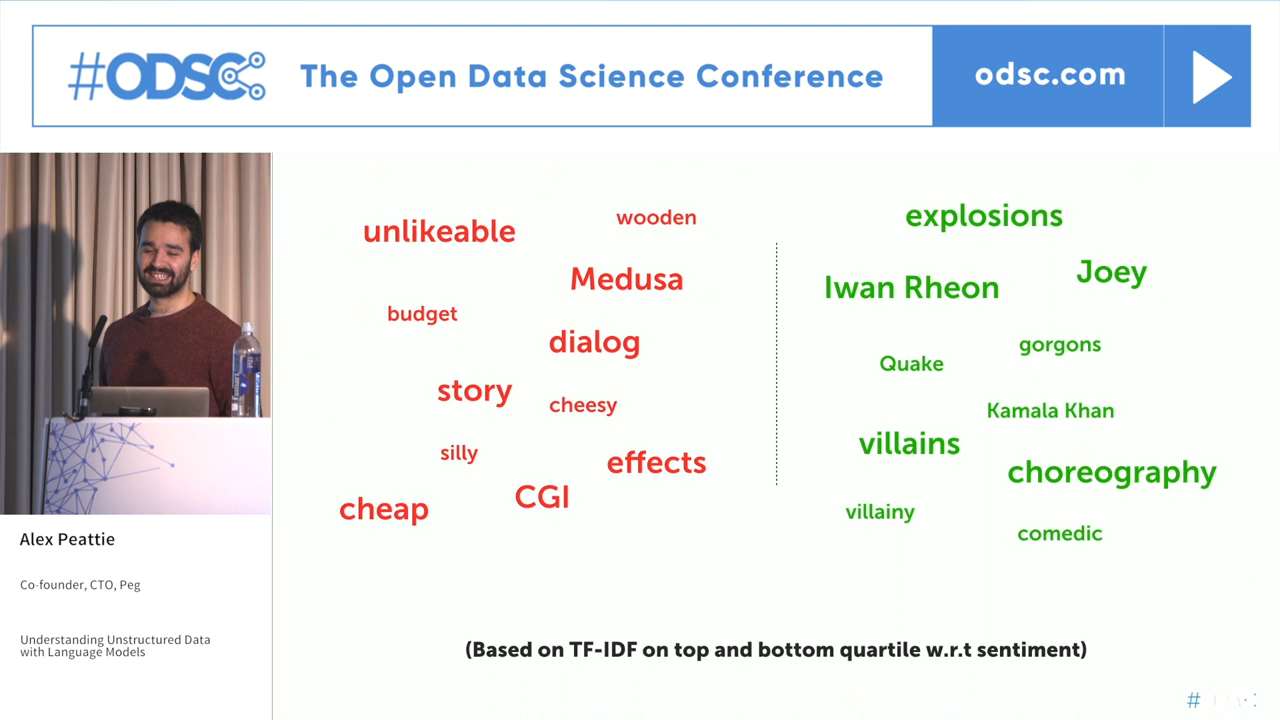 #ODSC
The Open Data Science Conference
odsc.com
unlikeable
wooden
Medusa
budget
dialog
story
cheesy
silly
effects
CGI
cheap
explosions
Joey
Iwan Rheon
gorgons
Quake
Kamala Khan
villains
choreography
villainy
comedic
(Based on TF-IDF on top and bottom quartile w.r.t sentiment)
Alex Peattie
Co-founder, CTO, Peg
Understanding Unstructured Data
with Language Models
#